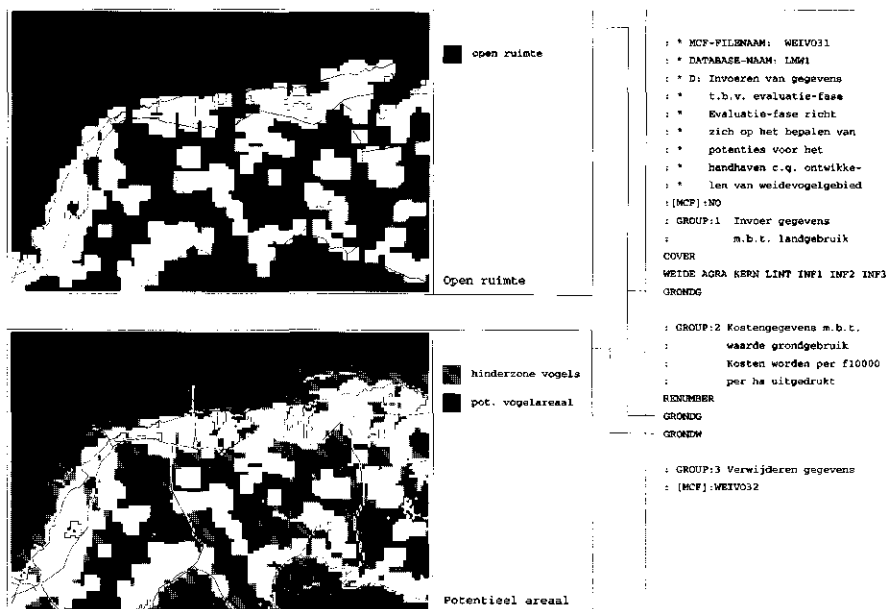 open ruimte
Open ruimte
hinderzone vogels
pot. vogelareaal
Potentieel areaal
: * MCF-FILENAAM: WEIVO31
: * DATABASE-NAAM: LMW1
: * D: Invoeren van gegevens
: * t.b.v. evaluatie-fase
: * Evaluatie-fase richt
: * zich op het bepalen van
: * potenties voor het
: * handhaven c.q. ontwikke-
: * len van weidevogelgebied
:[MCF]:NO
: GROUP:1 Invoer gegevens
: m.b.t. landgebruik
COVER
WEIDE AGRA KERN LINT INF1 INF2 INF3
GRONDG
: GROUP:2 Kostengegevens m.b.t.
: waarde grondgebruik
: Kosten worden per f10000
: per ha uitgedrukt
RENUMBER
GRONDG
GRONDW
: GROUP:3 Verwijderen gegevens
: [MCF]:WEIVO32